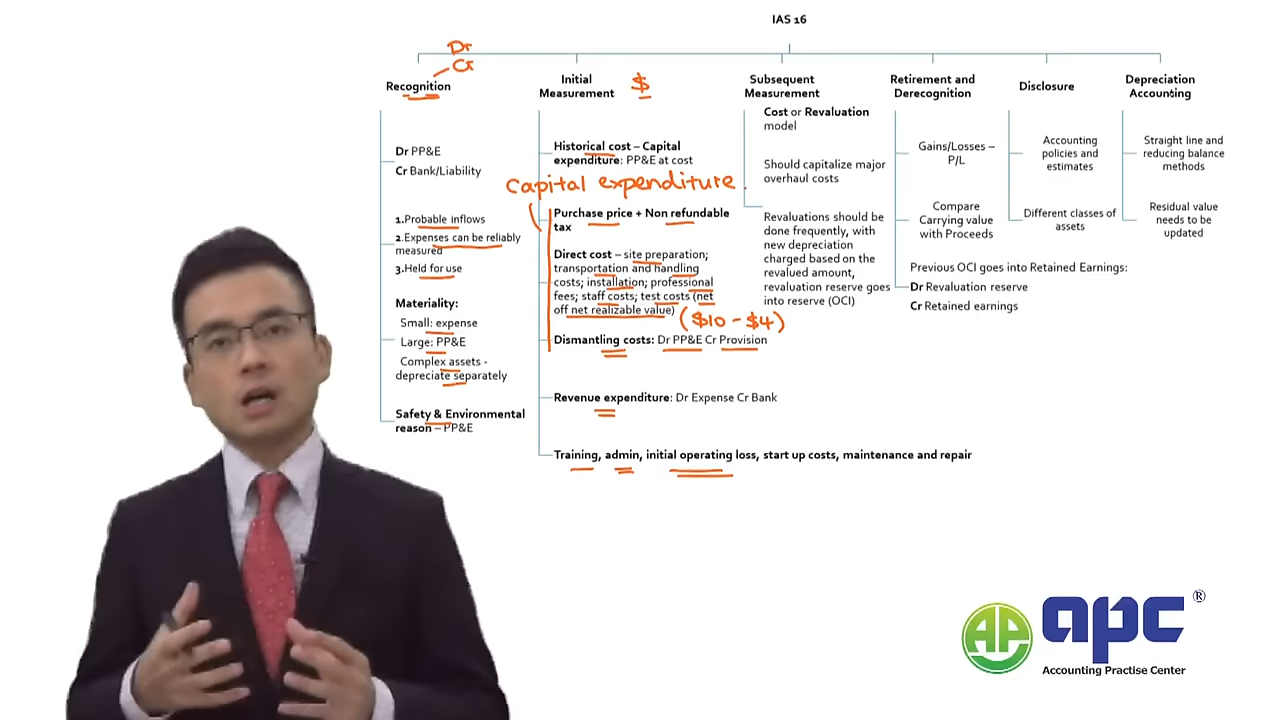 IAS 16
Dr
Cr
Recognition
Dr PP&E
Cr Bank/Liability
1.Probable inflows
2.Expenses can be reliably
measured
3.Held for use
Materiality:
Small: expense
Large: PP&E
Complex assets -
depreciate separately
Safety & Environmental
reason – PP&E
Initial
Measurement
$
Historical cost – Capital
expenditure: PP&E at cost
Capital expenditure.
Purchase price + Non refundable
tax
Direct cost – site preparation;
transportation and handling
costs; installation; professional
fees; staff costs; test costs (net
off net realizable value)
($10 - $4)
Dismantling costs: Dr PP&E Cr Provision
Revenue expenditure: Dr Expense Cr Bank
Training, admin, initial operating loss, start up costs, maintenance and repair
Subsequent
Measurement
Cost or Revaluation
model
Should capitalize major
overhaul costs
Revaluations should be
done frequently, with
new depreciation
charged based on the
revalued amount,
revaluation reserve goes
into reserve (OCI)
Retirement and
Derecognition
Gains/Losses –
P/L
Compare
Carrying value
with Proceeds
Previous OCI goes into Retained Earnings:
Dr Revaluation reserve
Cr Retained earnings
Disclosure
Accounting
policies and
estimates
Different classes of
assets
Depreciation
Accounting
Straight line and
reducing balance
methods
Residual value
needs to be
updated
AP
apc ®
Accounting Practise Center